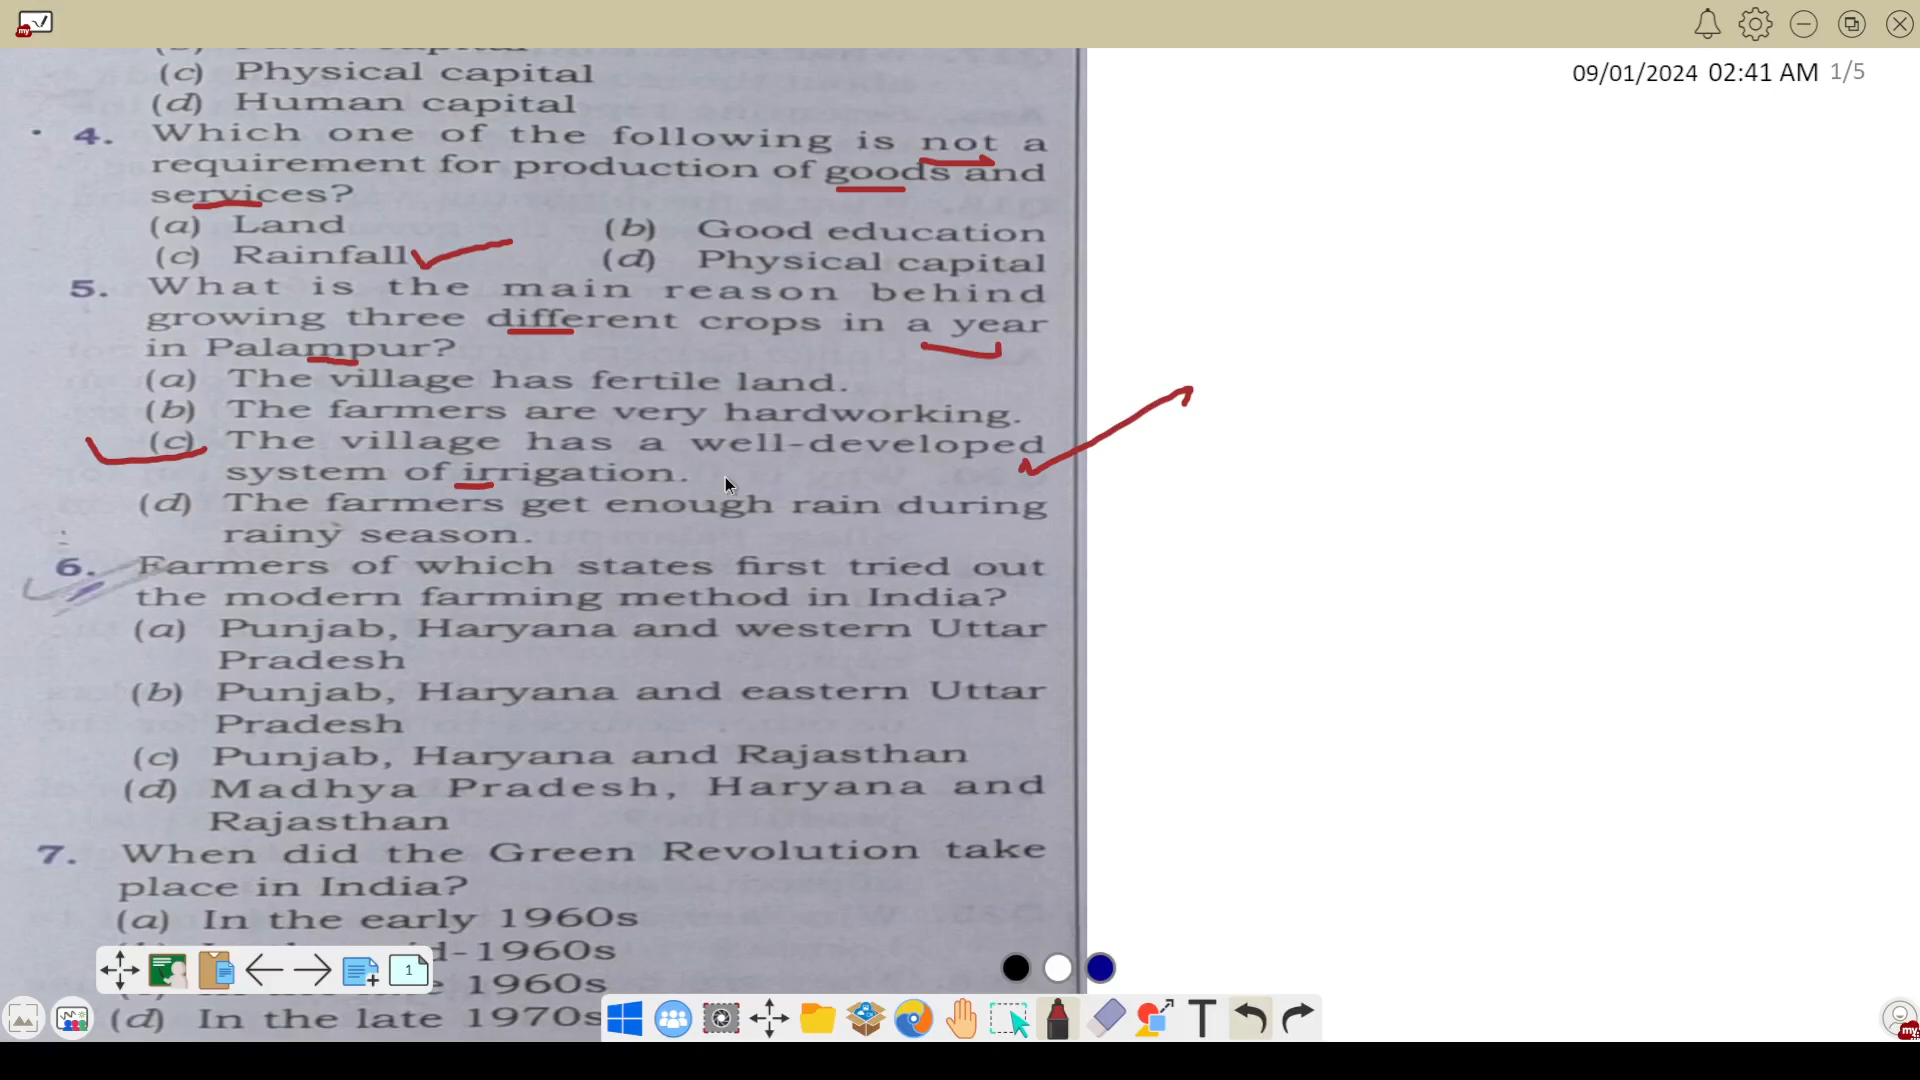 09/01/2024 02:41 AM 1/5
(c) Physical capital
(d) Human capital
4. Which one of the following is not a
requirement for production of goods and
services?
(a) Land (b) Good education
(c) Rainfall (d) Physical capital
5. What is the main reason behind
growing three different crops in a year
in Palampur?
(a) The village has fertile land.
(b) The farmers are very hardworking.
(c) The village has a well-developed
system of irrigation.
(d) The farmers get enough rain during
rainy season.
6. Farmers of which states first tried out
the modern farming method in India?
(a) Punjab, Haryana and western Uttar
Pradesh
(b) Punjab, Haryana and eastern Uttar
Pradesh
(c) Punjab, Haryana and Rajasthan
(d) Madhya Pradesh, Haryana and
Rajasthan
7. When did the Green Revolution take
place in India?
(a) In the early 1960s
d-1960s
1960s
(d) In the late 1970s
1
T
my
my